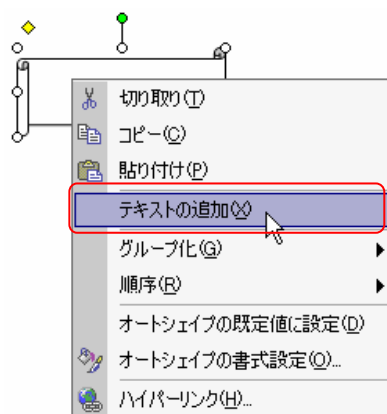 切り取り(T)
コピー(C)
貼り付け(P)
テキストの追加(X)
グループ化(G)
順序(R)
オートシェイプの既定値に設定(D)
オートシェイプの書式設定(O)...
ハイパーリンク(H)...